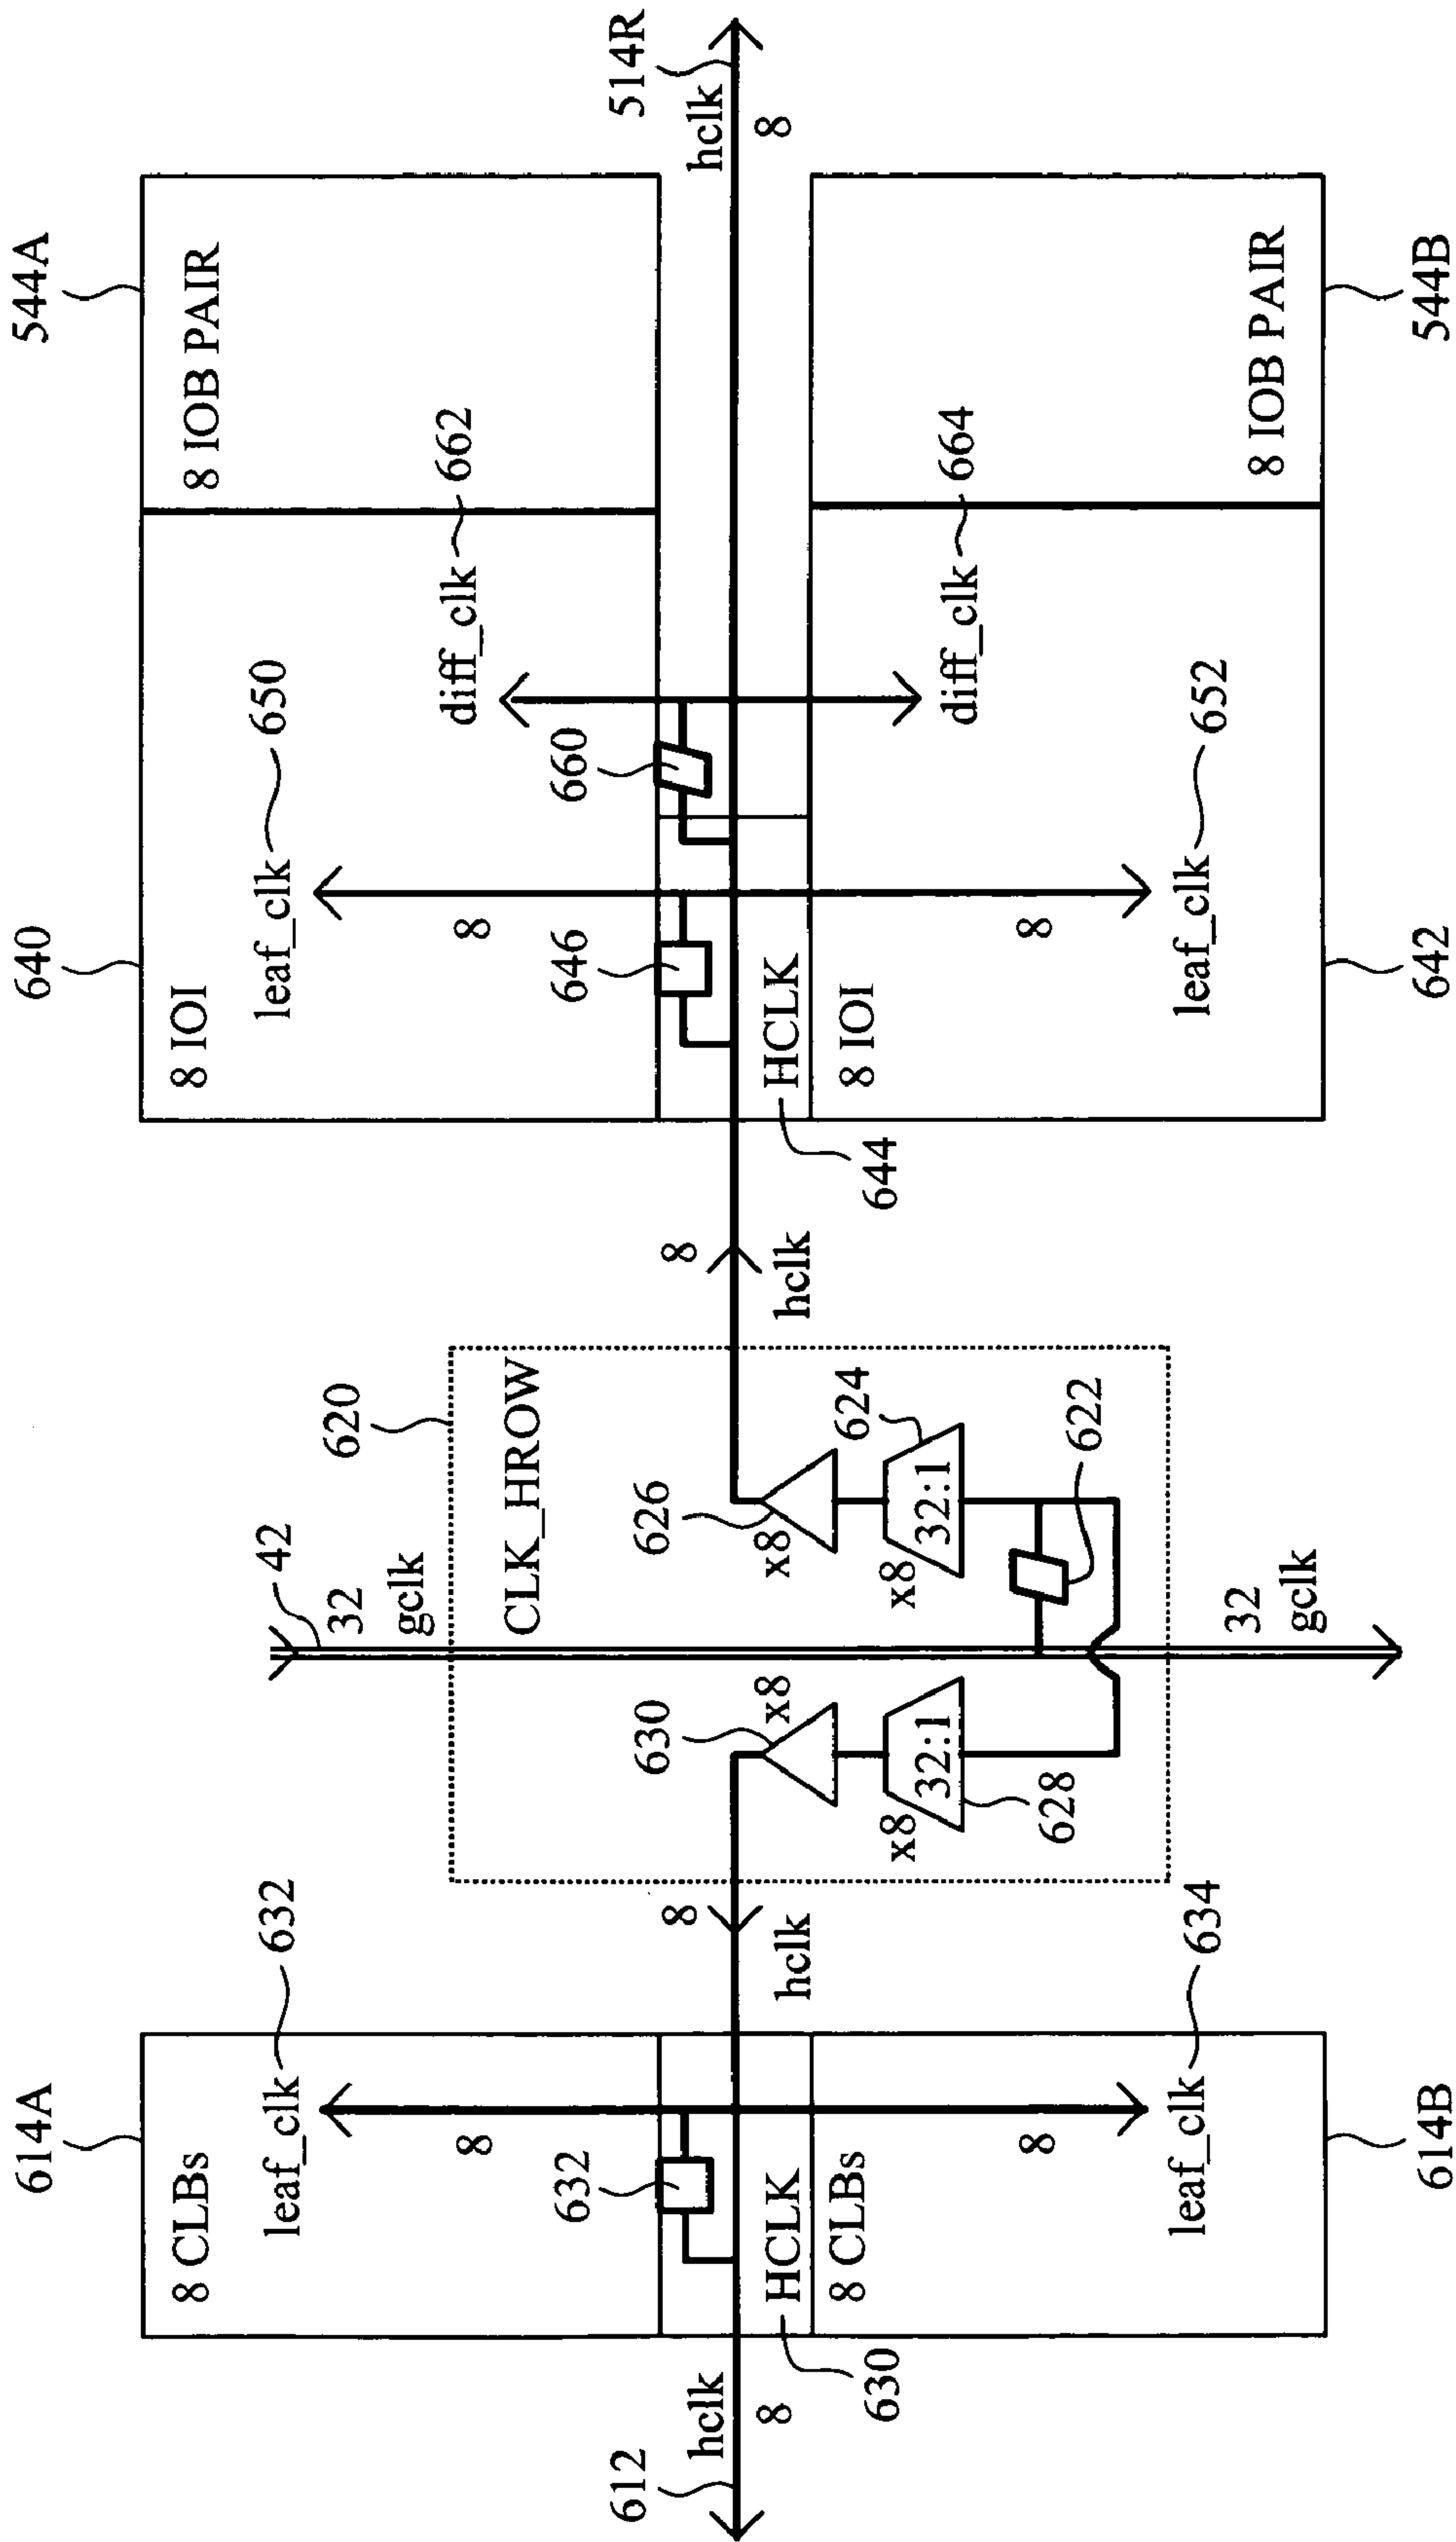 614A
8 CLBs
leaf_clk 632
8
632
612
hclk
8
HCLK
630
8 CLBs
8
leaf_clk 634
614B
8
hclk
620
42
32
gclk
CLK_HROW
630
x8
626
x8
x8
32:1
628
x8
32:1
624
622
32
gclk
8
hclk
640
8 IOI
leaf_clk 650
8
646
660
diff_clk 662
544A
8 IOB PAIR
HCLK
644
8 IOI
8
leaf_clk 652
642
diff_clk 664
8 IOB PAIR
544B
hclk
514R
8